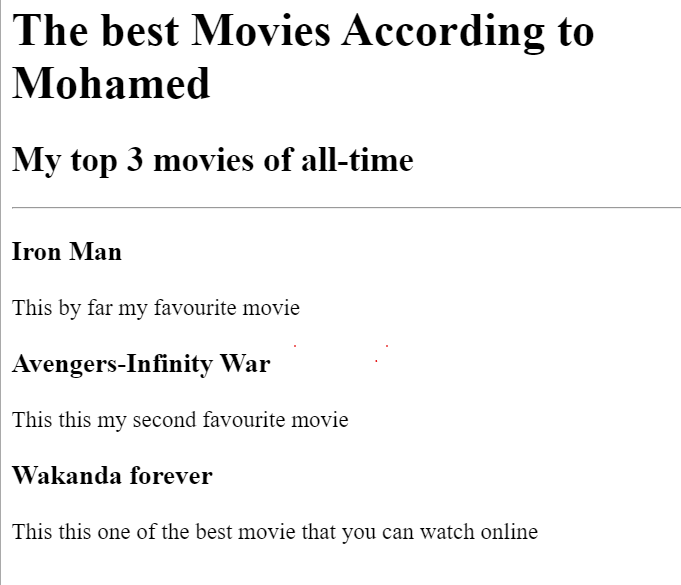 The best Movies According to
Mohamed
My top 3 movies of all-time
Iron Man
This by far my favourite movie
Avengers-Infinity War
This this my second favourite movie
Wakanda forever
This this one of the best movie that you can watch online